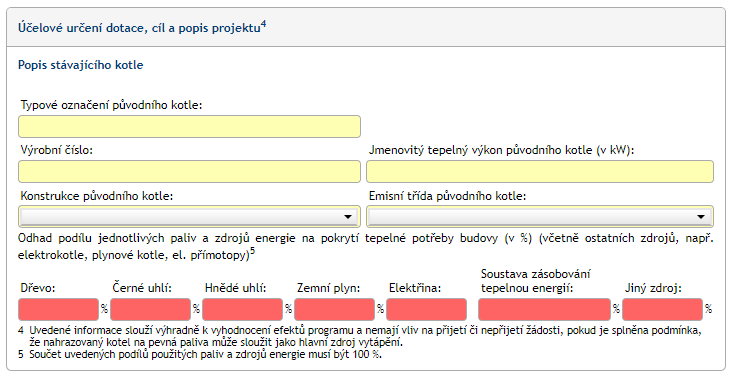 Účelové určení dotace, cíl a popis projektu4
Popis stávajícího kotle
Typové označení původního kotle:
Výrobní číslo: Jmenovitý tepelný výkon původního kotle (v kW):
Konstrukce původního kotle: Emisní třída původního kotle:
Odhad podílu jednotlivých paliv a zdrojů energie na pokrytí tepelné potřeby budovy (v %) (včetně ostatních zdrojů, např.
elektrokotle, plynové kotle, el. přímotopy)5
Dřevo: Černé uhlí: Hnědé uhlí: Zemní plyn: Elektřina: Soustava zásobování
tepelnou energií: Jiný zdroj:
% % % % % %
4 Uvedené informace slouží výhradně k vyhodnocení efektů programu a nemají vliv na přijetí či nepřijetí žádosti, pokud je splněna podmínka,
že nahrazovaný kotel na pevná paliva může sloužit jako hlavní zdroj vytápění.
5 Součet uvedených podílů použitých paliv a zdrojů energie musí být 100 %.